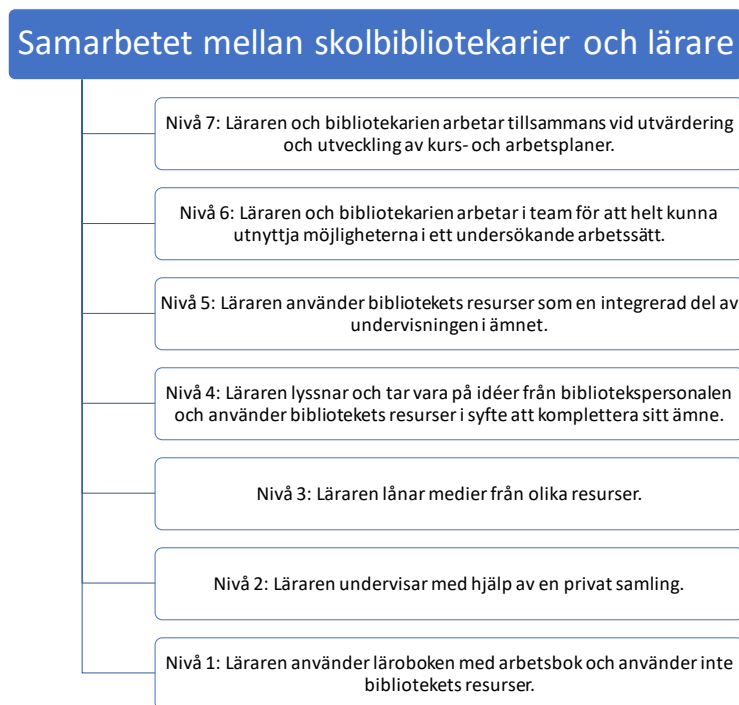 Samarbetet mellan skolbibliotekarier och lärare
Nivå 7: Läraren och bibliotekarien arbetar tillsammans vid utvärdering
och utveckling av kurs- och arbetsplaner.
Nivå 6: Läraren och bibliotekarien arbetar i team för att helt kunna
utnyttja möjligheterna i ett undersökande arbetssätt.
Nivå 5: Läraren använder bibliotekets resurser som en integrerad del av
undervisningen i ämnet.
Nivå 4: Läraren lyssnar och tar vara på idéer från bibliotekspersonalen
och använder bibliotekets resurser i syfte att komplettera sitt ämne.
Nivå 3: Läraren lånar medier från olika resurser.
Nivå 2: Läraren undervisar med hjälp av en privat samling.
Nivå 1: Läraren använder läroboken med arbetsbok och använder inte
bibliotekets resurser.